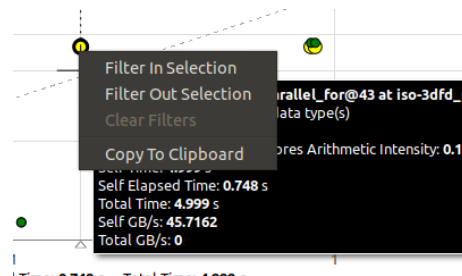 Filter In Selection
Filter Out Selection
Clear Filters
Copy To Clipboard
rallel_for@43 at iso-3dfd_
data type(s)
ores Arithmetic Intensity: 0.1
Self Elapsed Time: 0.748 s
Total Time: 4.999 s
Self GB/s: 45.7162
Total GB/s: 0
1